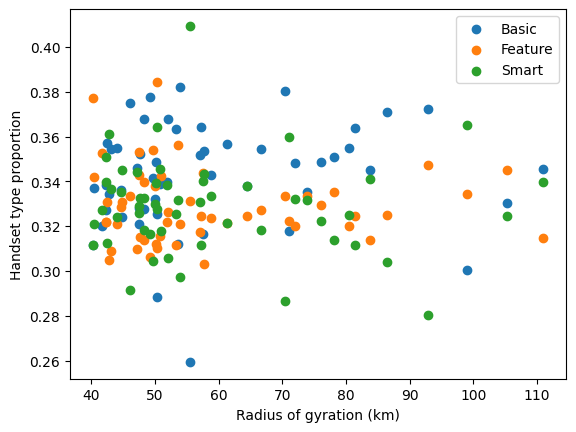 Basic
Feature
Smart
0.40
0.38
0.36
0.34
0.32
0.30
0.28
0.26
Handset type proportion
40 50 60 70 80 90 100 110
Radius of gyration (km)